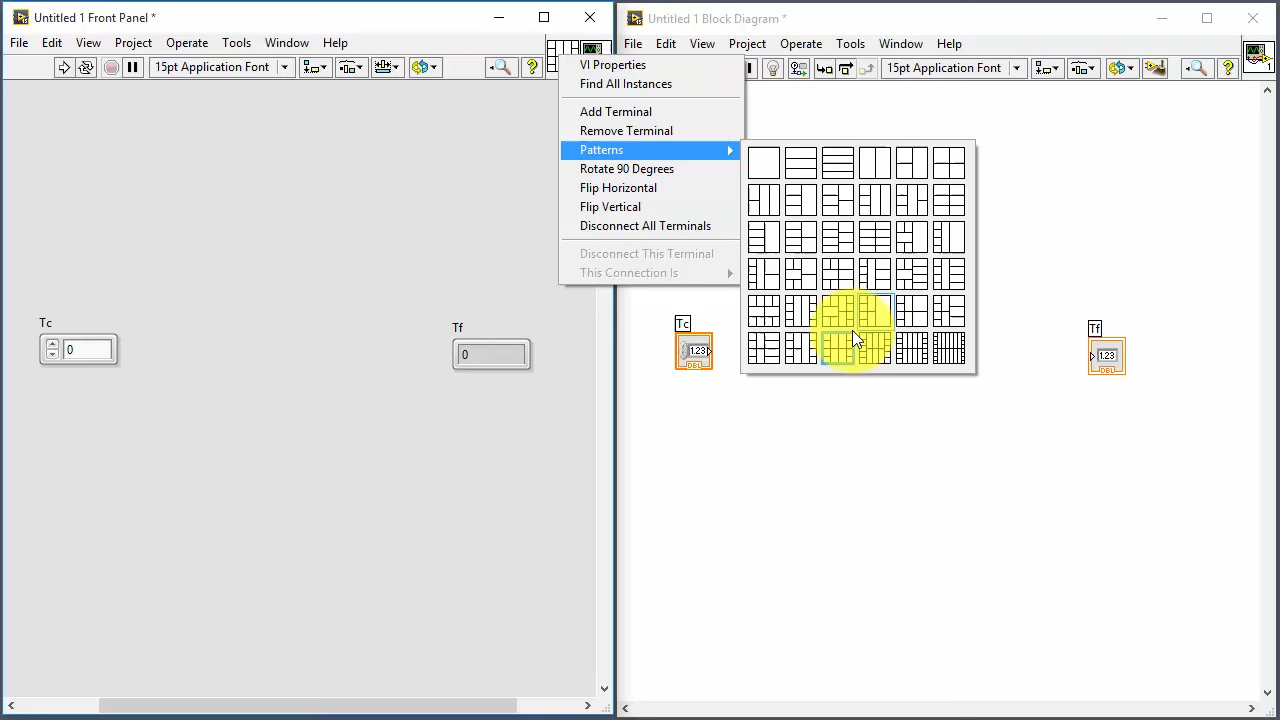 Untitled 1 Front Panel *
File Edit View Project Operate Tools Window Help
15pt Application Font
?
VI Properties
Find All Instances
Add Terminal
Remove Terminal
Patterns
Rotate 90 Degrees
Flip Horizontal
Flip Vertical
Disconnect All Terminals
Disconnect This Terminal
This Connection Is
Tc
0
Tf
0
Untitled 1 Block Diagram *
File Edit View Project Operate Tools Window Help
15pt Application Font
?
1
Tc
1.23
DBL
Tf
1.23
DBL